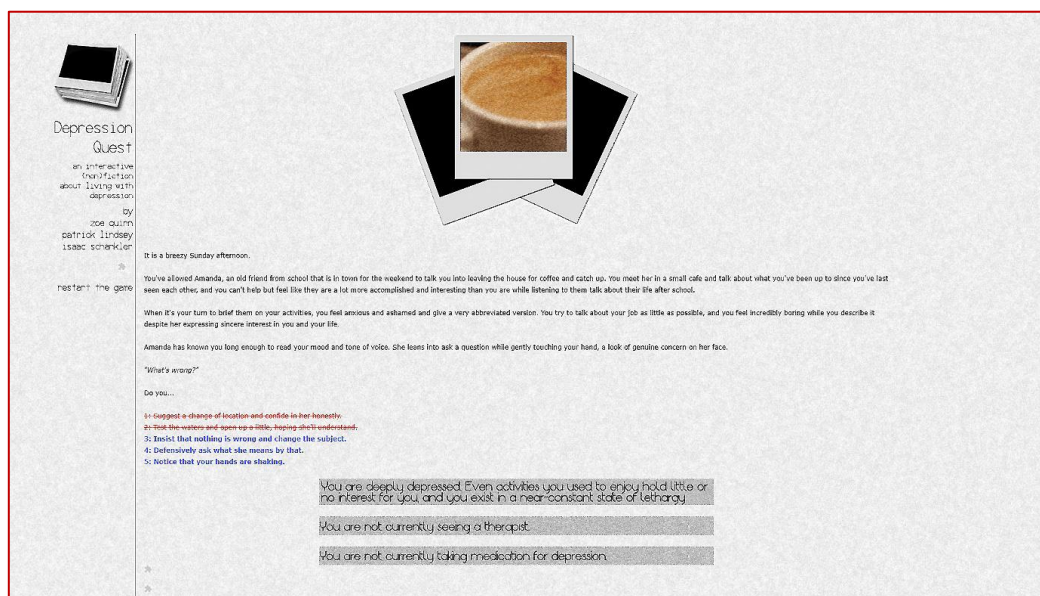 Depression
Quest
an interactive
(non)fiction
about living with
depression
by
zoe quinn
patrick lindsey
isaac schankler
restart the game
It is a breezy Sunday afternoon.
You've allowed Amanda, an old friend from school that is in town for the weekend to talk you into leaving the house for coffee and catch up. You meet her in a small cafe and talk about what you've been up to since you've last
seen each other, and you can't help but feel like they are a lot more accomplished and interesting than you are while listening to them talk about their life after school.
When it's your turn to brief them on your activities, you feel anxious and ashamed and give a very abbreviated version. You try to talk about your job as little as possible, and you feel incredibly boring while you describe it
despite her expressing sincere interest in you and your life.
Amanda has known you long enough to read your mood and tone of voice. She leans into ask a question while gently touching your hand, a look of genuine concern on her face.
"What's wrong?"
Do you...
1: Suggest a change of location and confide in her honestly.
2: Test the waters and open up a little, hoping she'll understand.
3: Insist that nothing is wrong and change the subject.
4: Defensively ask what she means by that.
5: Notice that your hands are shaking.
You are deeply depressed. Even activities you used to enjoy hold little or
no interest for you, and you exist in a near-constant state of lethargy
You are not currently seeing a therapist.
You are not currently taking medication for depression.